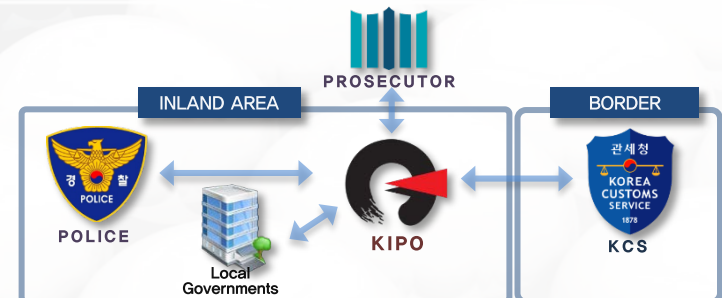 PROSECUTOR
INLAND AREA
BORDER
경 찰
POLICE
관세청
KOREA
CUSTOMS
SERVICE
1878
POLICE
KIPO
KCS
Local
Governments